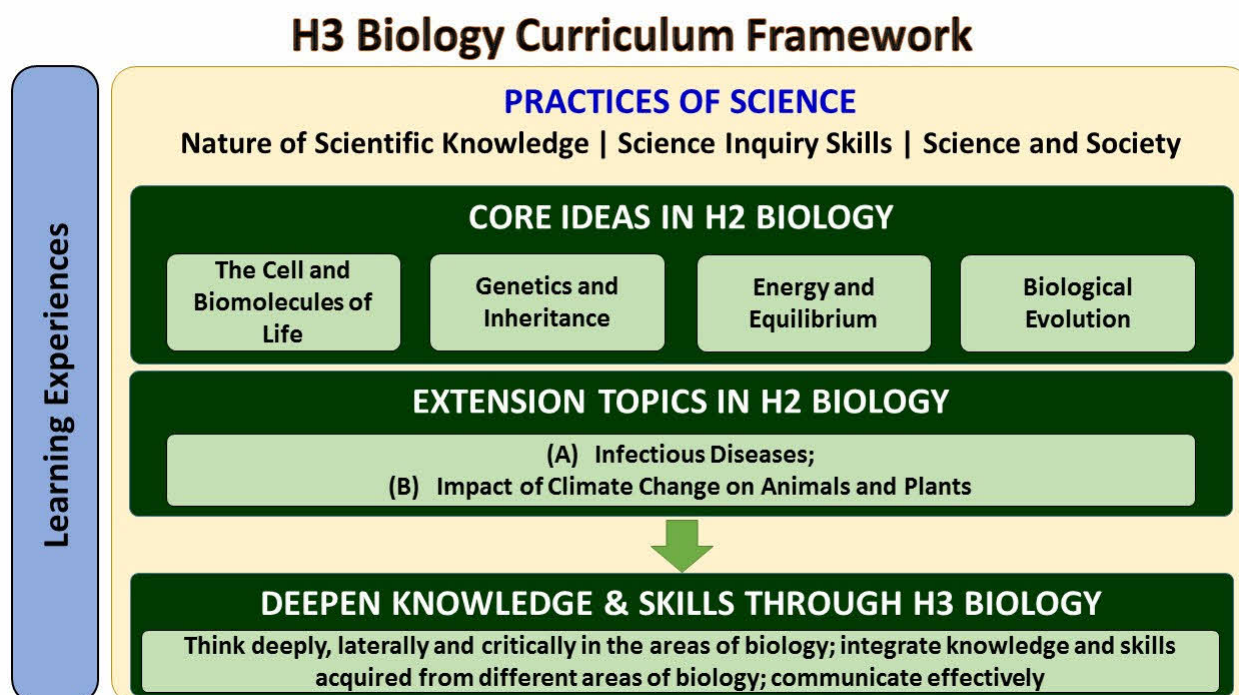 H3 Biology Curriculum Framework
Learning Experiences
PRACTICES OF SCIENCE
Nature of Scientific Knowledge | Science Inquiry Skills | Science and Society
CORE IDEAS IN H2 BIOLOGY
The Cell and
Biomolecules of
Life
Genetics and
Inheritance
Energy and
Equilibrium
Biological
Evolution
EXTENSION TOPICS IN H2 BIOLOGY
(A) Infectious Diseases;
(B) Impact of Climate Change on Animals and Plants
DEEPEN KNOWLEDGE & SKILLS THROUGH H3 BIOLOGY
Think deeply, laterally and critically in the areas of biology; integrate knowledge and skills
acquired from different areas of biology; communicate effectively